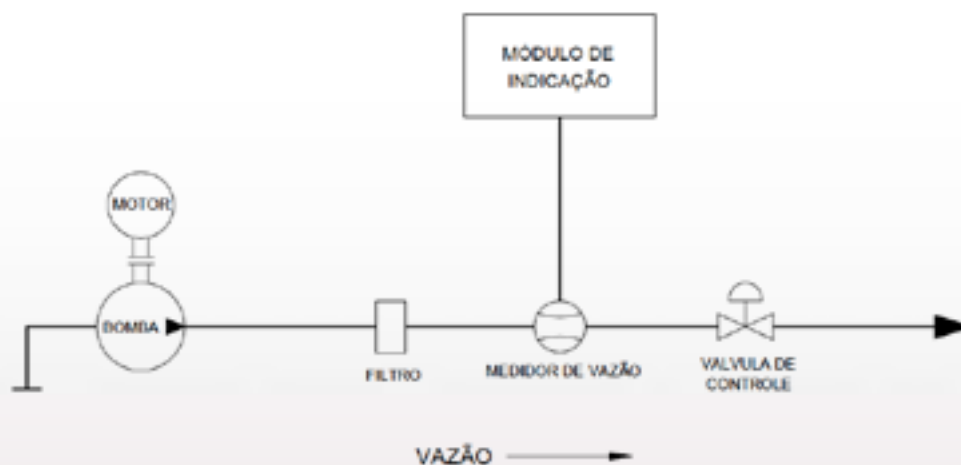 MÓDULO DE
INDICAÇÃO
MOTOR
BOMBA
FILTRO
MEDIDOR DE VAZÃO
VALVULA DE
CONTROLE
VAZÃO